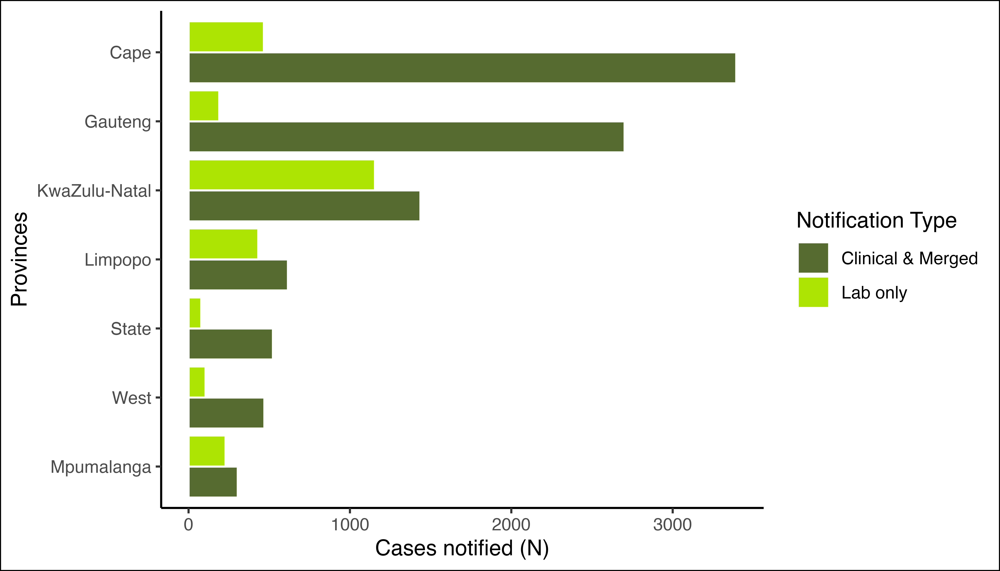 Cape
Gauteng
KwaZulu-Natal
Limpopo
State
West
Mpumalanga
Provinces
0 1000 2000 3000
Cases notified (N)
Notification Type
Clinical & Merged
Lab only